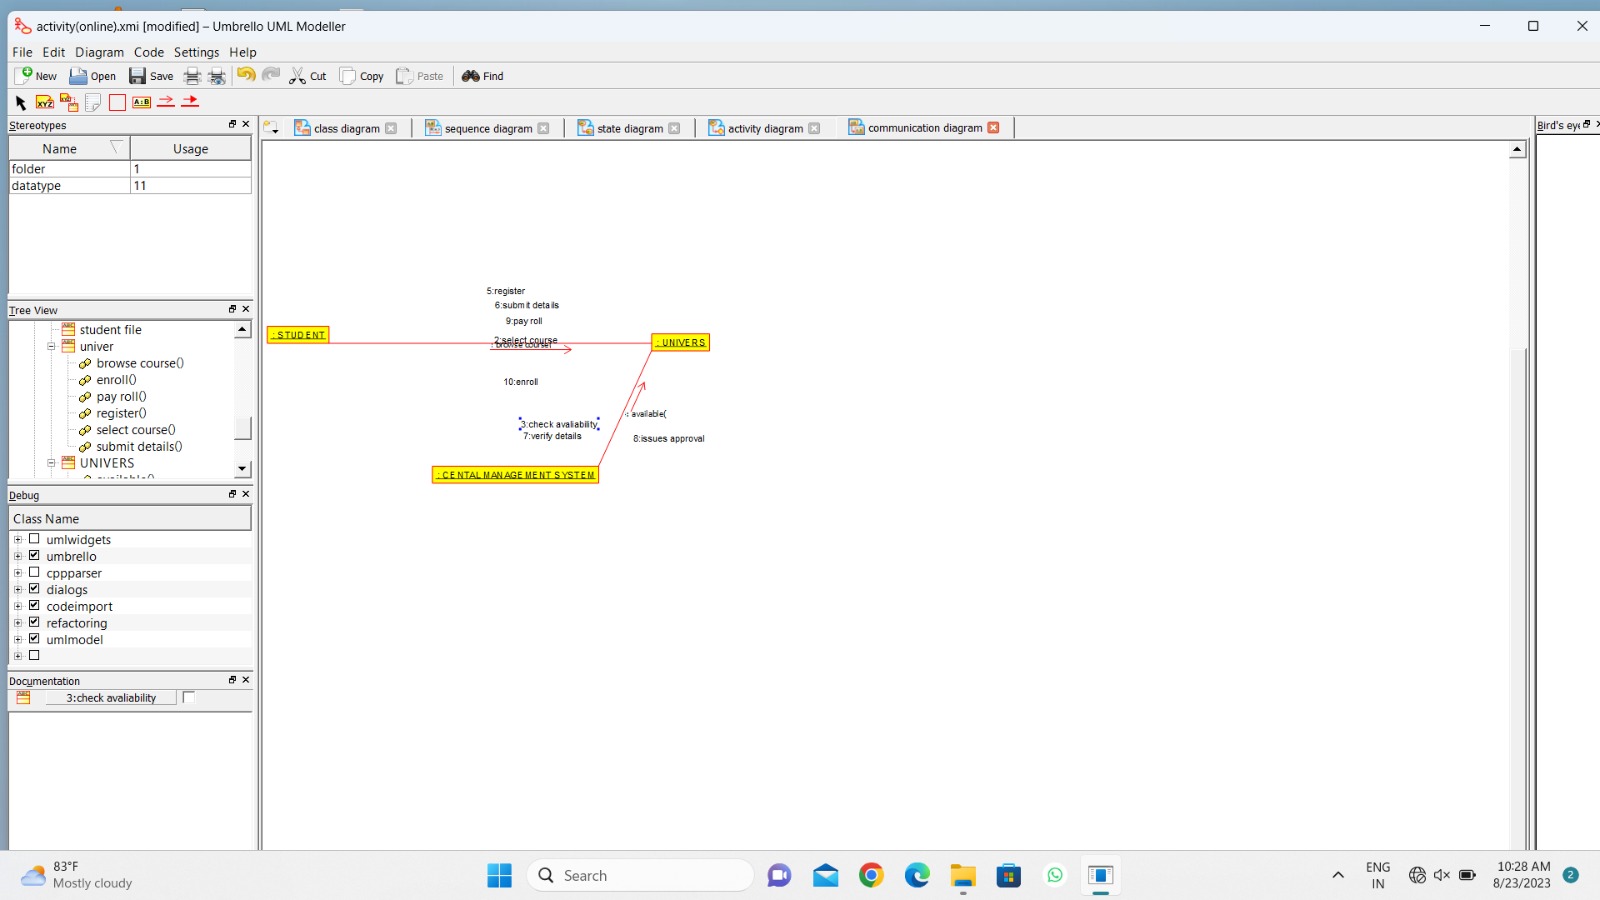 activity(online).xmi [modified] – Umbrello UML Modeller
File Edit Diagram Code Settings Help
New Open Save Cut Copy Paste Find
XYZ A:B
Stereotypes
Name Usage
folder 1
datatype 11
class diagram sequence diagram state diagram activity diagram communication diagram
Bird's eye
Tree View
student file
univer
browse course()
enroll()
pay roll()
register()
select course()
submit details()
UNIVERS
available()
Debug
Class Name
umlwidgets
umbrello
cppparser
dialogs
codeimport
refactoring
umlmodel
Documentation
3:check avaliability
5:register
6:submit details
9:pay roll
2:select course
: browse course(
: STUDENT
: UNIVERS
10:enroll
: available(
3:check avaliability
7:verify details
8:issues approval
: CENTAL MANAGEMENT SYSTEM
83°F
Mostly cloudy
Search
ENG
IN
10:28 AM
8/23/2023
2